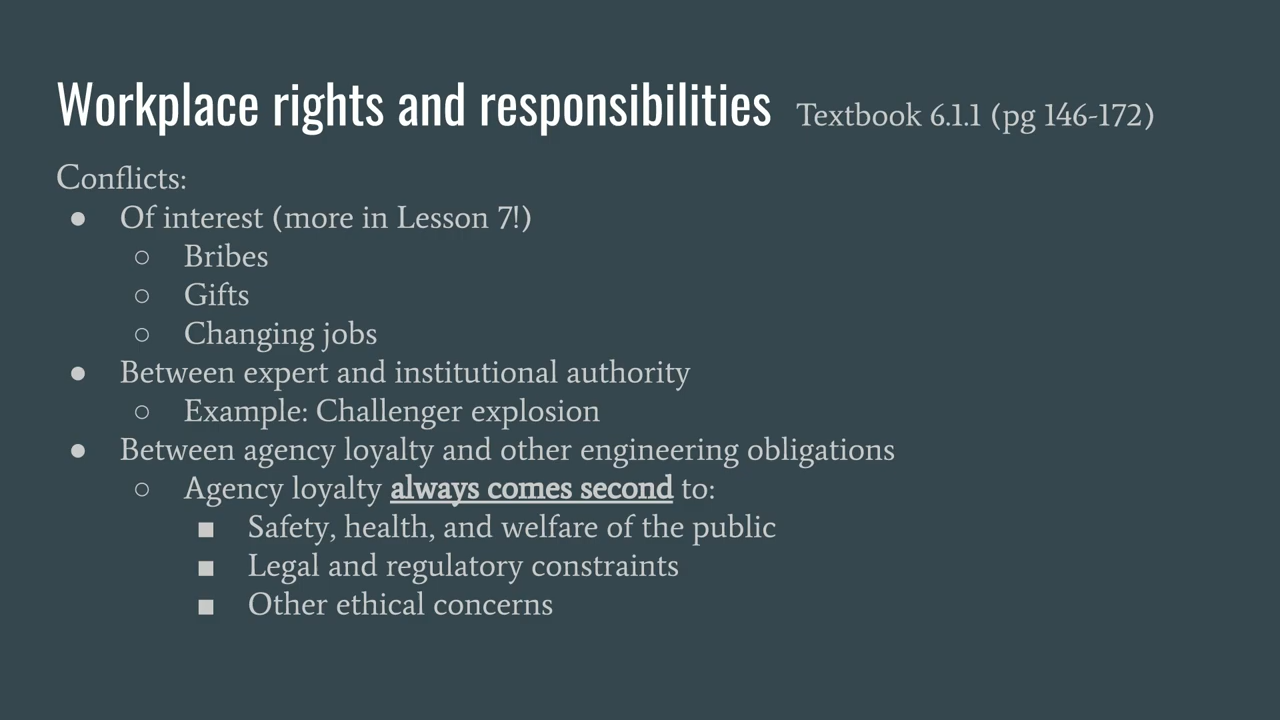 Workplace rights and responsibilities Textbook 6.1.1 (pg 146-172)
Conflicts:
● Of interest (more in Lesson 7!)
○ Bribes
○ Gifts
○ Changing jobs
● Between expert and institutional authority
○ Example: Challenger explosion
● Between agency loyalty and other engineering obligations
○ Agency loyalty always comes second to:
■ Safety, health, and welfare of the public
■ Legal and regulatory constraints
■ Other ethical concerns